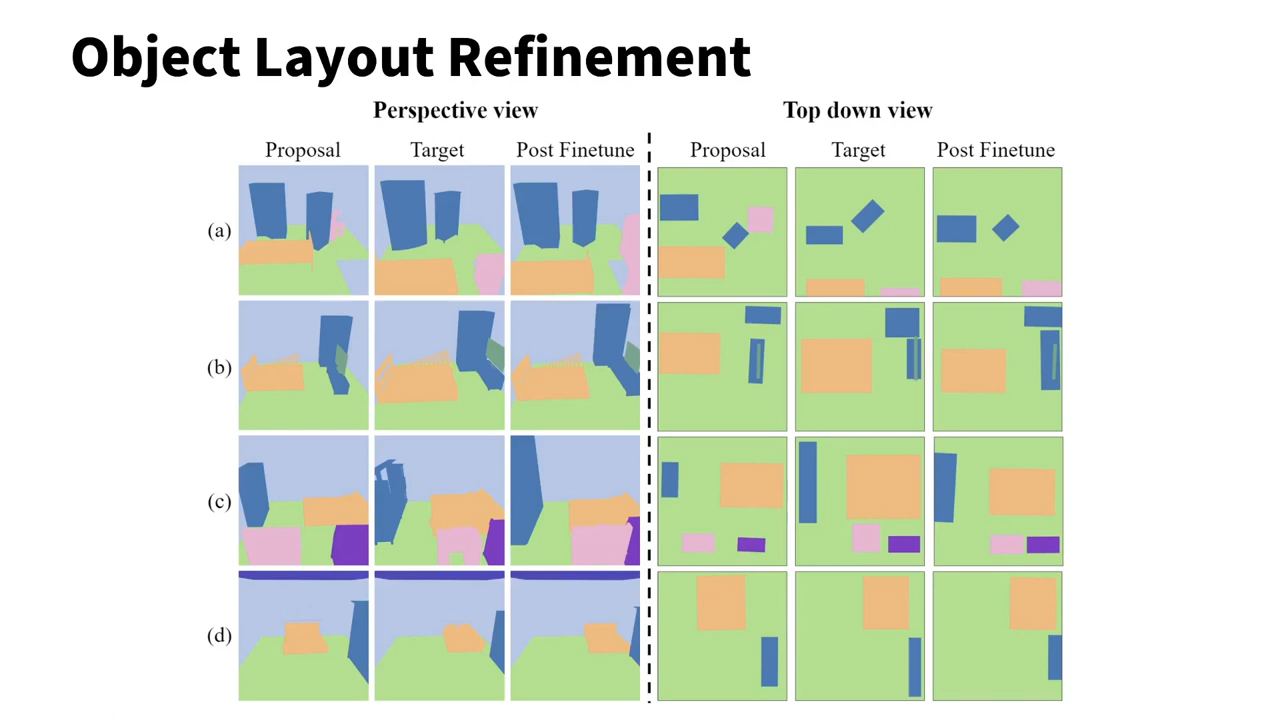 Object Layout Refinement
Perspective view
Top down view
Proposal Target Post Finetune Proposal Target Post Finetune
(a)
(b)
(c)
(d)